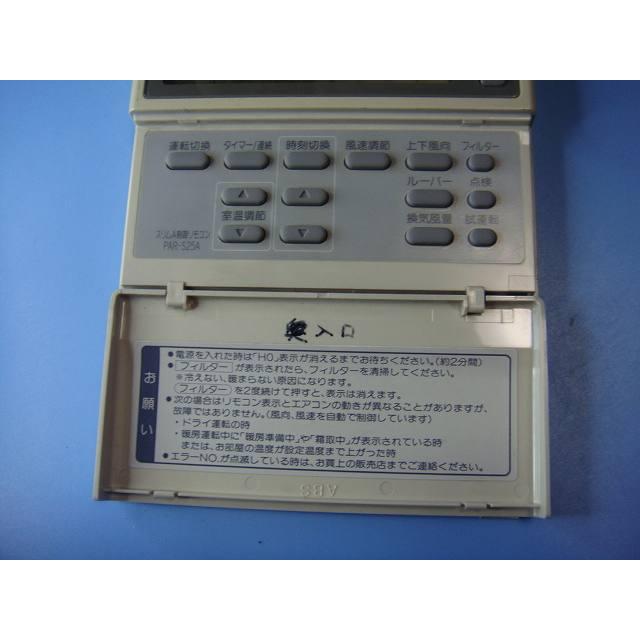 運転切換 タイマー/連続 時刻切換 風速調節 上下風向 フィルター
ルーバー 点検
室温調節 換気風量 試運転
スリムA制御リモコン
PAR-S25A
奥入口
お願い
●電源を入れた時は「HO」表示が消えるまでお待ちください。(約2分間)
●フィルター が表示されたら、フィルターを清掃してください。
※冷えない、暖まらない原因になります。
フィルター を2度続けて押すと、表示は消えます。
●次の場合はリモコン表示とエアコンの動きが異なることがありますが、
故障ではありません。(風向、風速を自動で制御しています)
・ドライ運転の時
・暖房運転中に「暖房準備中」や「霜取中」が表示されている時
または、お部屋の温度が設定温度まで上がった時
●エラーNO.が点滅している時は、お買上の販売店までご連絡ください。
ABS